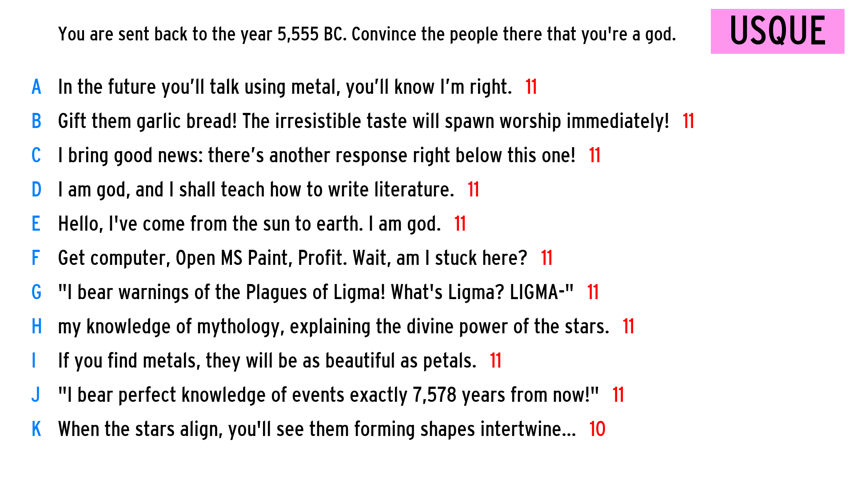 You are sent back to the year 5,555 BC. Convince the people there that you're a god.
USQUE
A In the future you’ll talk using metal, you’ll know I’m right. 11
B Gift them garlic bread! The irresistible taste will spawn worship immediately! 11
C I bring good news: there’s another response right below this one! 11
D I am god, and I shall teach how to write literature. 11
E Hello, I've come from the sun to earth. I am god. 11
F Get computer, Open MS Paint, Profit. Wait, am I stuck here? 11
G "I bear warnings of the Plagues of Ligma! What's Ligma? LIGMA-" 11
H my knowledge of mythology, explaining the divine power of the stars. 11
I If you find metals, they will be as beautiful as petals. 11
J "I bear perfect knowledge of events exactly 7,578 years from now!" 11
K When the stars align, you'll see them forming shapes intertwine... 10